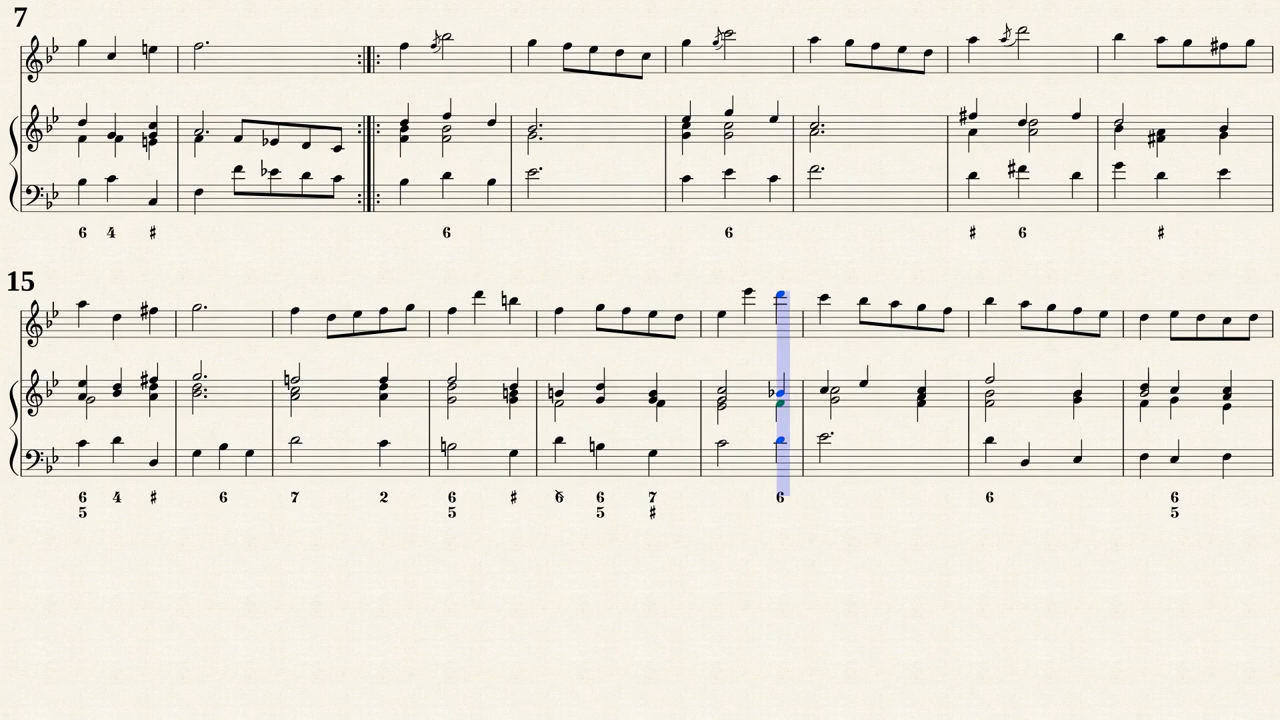 7
6 4 ♯ 6 6 ♯ 6 ♯
15
6 4 ♯ 6 7 2 6 ♯ 6 6 7 6 6 6
5 5 5 ♯ 5